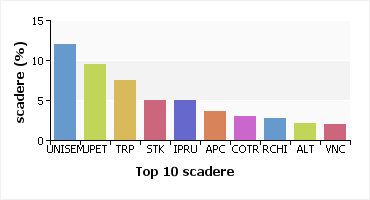 15
10
5
0
scadere (%)
UNISEM UPET TRP STK IPRU APC COTR RCHI ALT VNC
Top 10 scadere